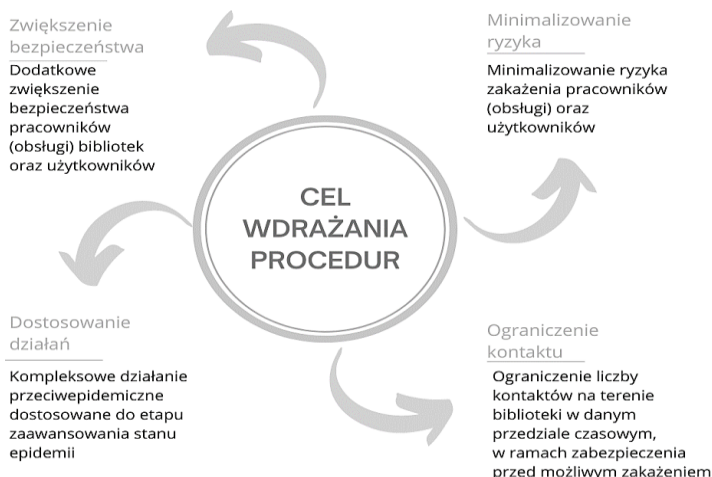 Zwiększenie
bezpieczeństwa
Dodatkowe
zwiększenie
bezpieczeństwa
pracowników
(obsługi) bibliotek
oraz użytkowników
Minimalizowanie
ryzyka
Minimalizowanie ryzyka
zakażenia pracowników
(obsługi) oraz
użytkowników
CEL
WDRAŻANIA
PROCEDUR
Dostosowanie
działań
Kompleksowe działanie
przeciwepidemiczne
dostosowane do etapu
zaawansowania stanu
epidemii
Ograniczenie
kontaktu
Ograniczenie liczby
kontaktów na terenie
biblioteki w danym
przedziale czasowym,
w ramach zabezpieczenia
przed możliwym zakażeniem